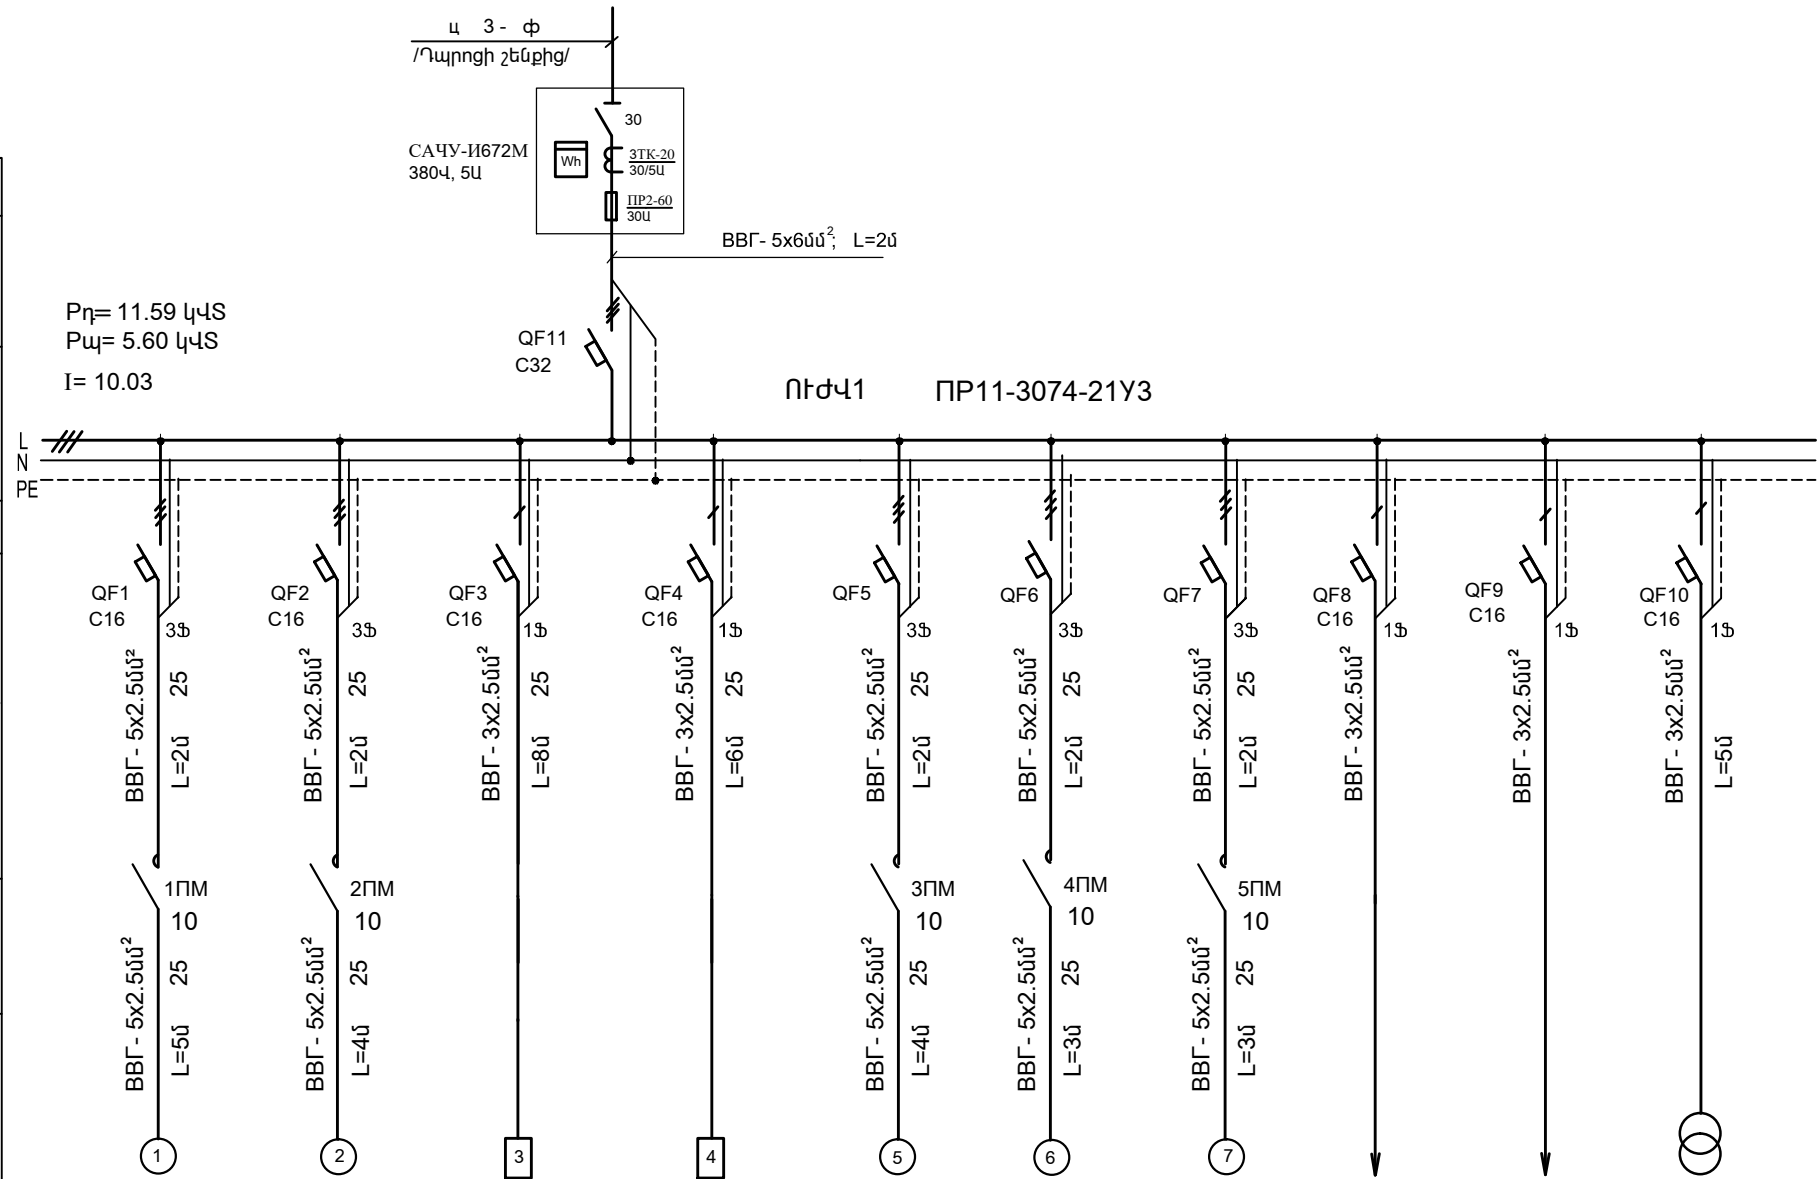 ц 3 - ф
/Դպրոցի շենքից/
30
САЧУ-И672М
380Վ, 5Ա
Wh
3ТК-20
30/5Ա
ПР2-60
30Ա
ВВГ- 5x6մմ²; L=2մ
Pդ= 11.59 կՎՏ
Pպ= 5.60 կՎՏ
I= 10.03
QF11
C32
ՈՒԺՎ1 ПР11-3074-21У3
L
N
PE
QF1
C16
3Ֆ
QF2
C16
3Ֆ
QF3
C16
1Ֆ
QF4
C16
1Ֆ
QF5
3Ֆ
QF6
3Ֆ
QF7
3Ֆ
QF8
C16
1Ֆ
QF9
C16
1Ֆ
QF10
C16
1Ֆ
ВВГ - 5x2.5մմ² 25
L=2մ
ВВГ - 5x2.5մմ² 25
L=2մ
ВВГ - 3x2.5մմ² 25
L=8մ
ВВГ - 3x2.5մմ² 25
L=6մ
ВВГ - 5x2.5մմ² 25
L=2մ
ВВГ - 5x2.5մմ² 25
L=2մ
ВВГ - 5x2.5մմ² 25
L=2մ
ВВГ - 3x2.5մմ²
ВВГ - 3x2.5մմ²
ВВГ - 3x2.5մմ²
L=5մ
1ПМ
10
2ПМ
10
3ПМ
10
4ПМ
10
5ПМ
10
ВВГ - 5x2.5մմ² 25
L=5մ
ВВГ - 5x2.5մմ² 25
L=4մ
ВВГ - 5x2.5մմ² 25
L=4մ
ВВГ - 5x2.5մմ² 25
L=3մ
ВВГ - 5x2.5մմ² 25
L=3մ
1
2
3
4
5
6
7